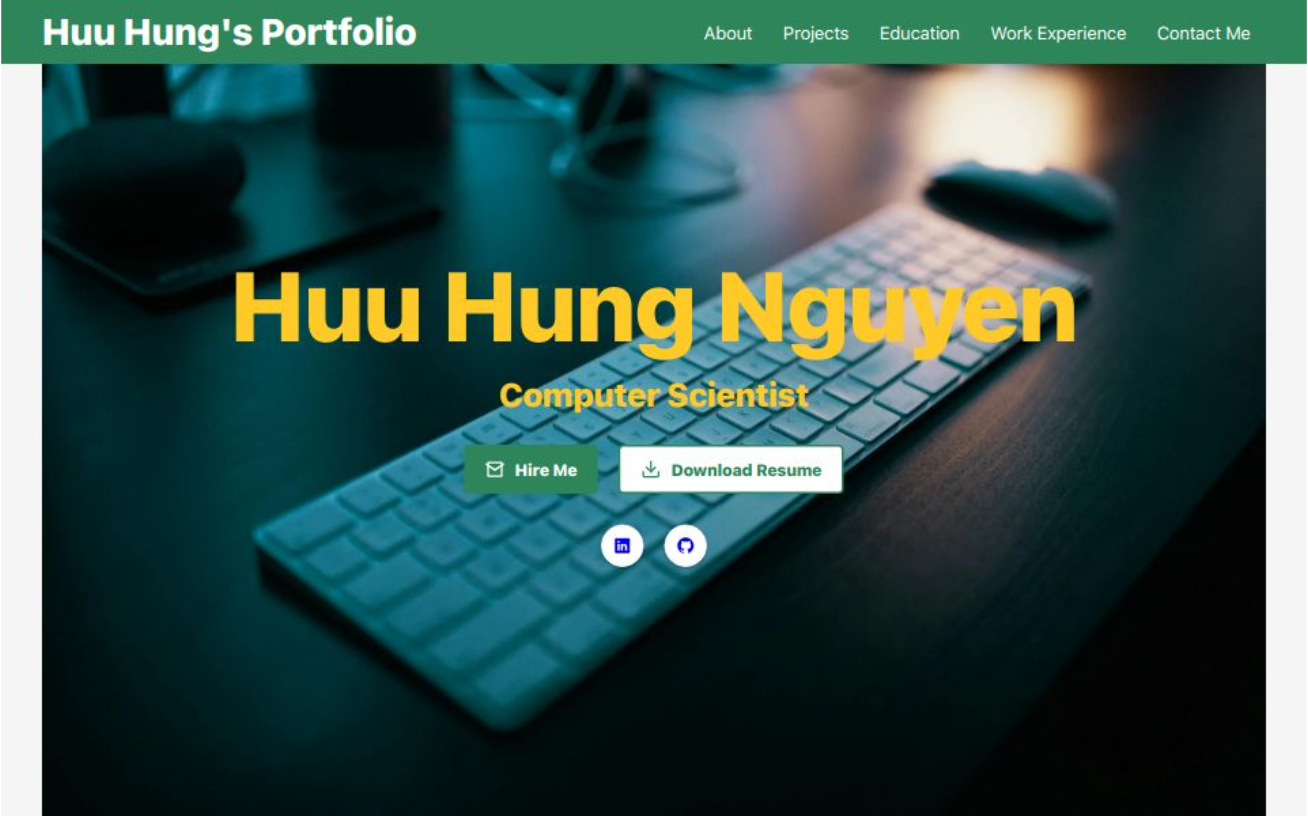 Huu Hung's Portfolio
About Projects Education Work Experience Contact Me
Huu Hung Nguyen
Computer Scientist
Hire Me Download Resume
in